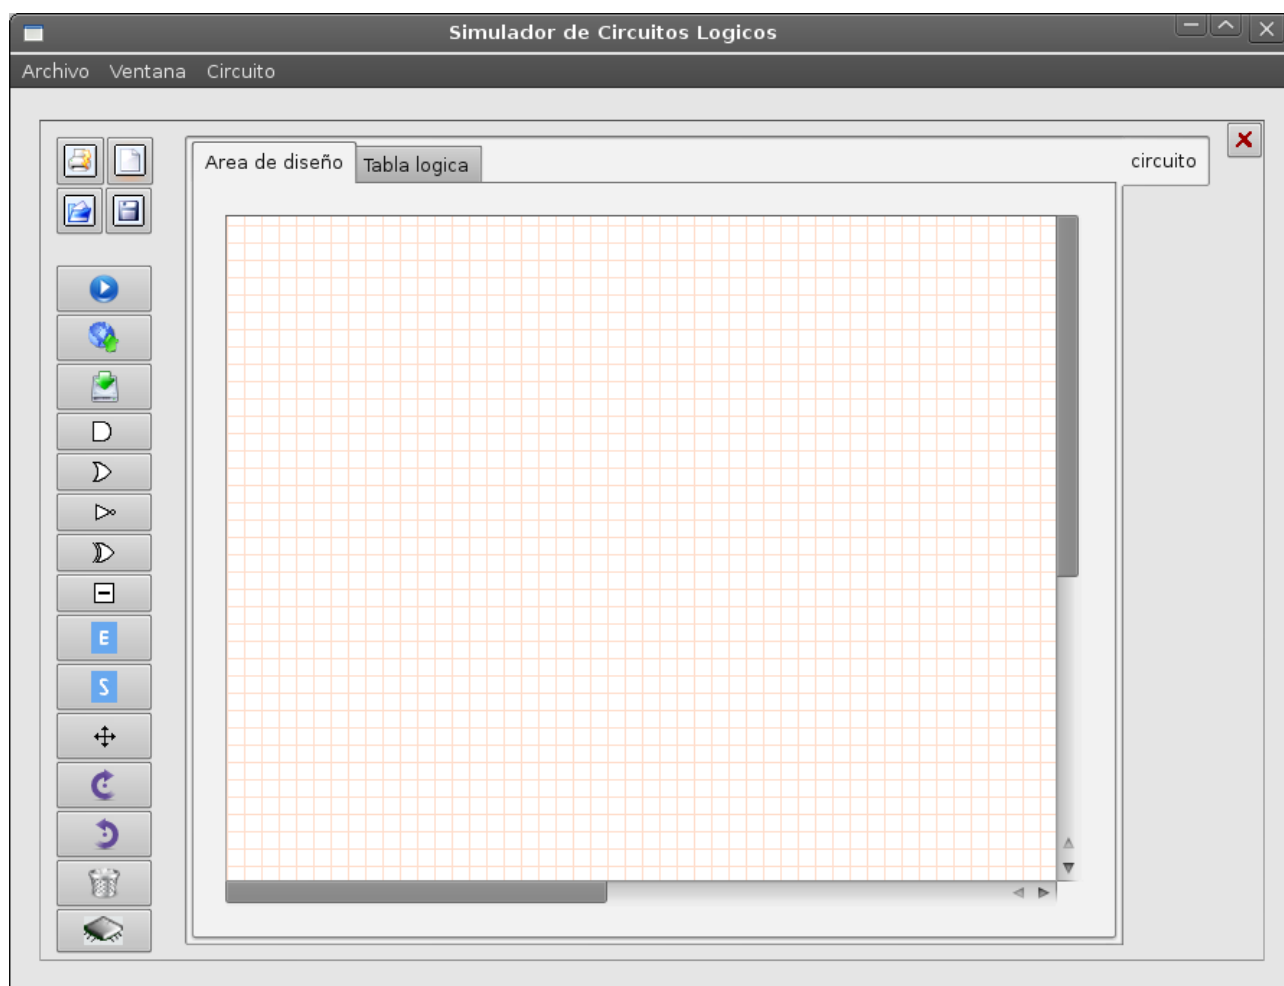 Simulador de Circuitos Logicos
Archivo Ventana Circuito
Area de diseño Tabla logica circuito
E
S